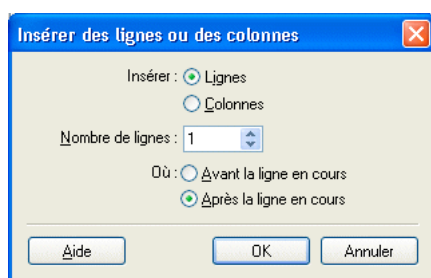 Insérer des lignes ou des colonnes
Insérer : Lignes
Colonnes
Nombre de lignes : 1
Où : Avant la ligne en cours
Après la ligne en cours
Aide OK Annuler